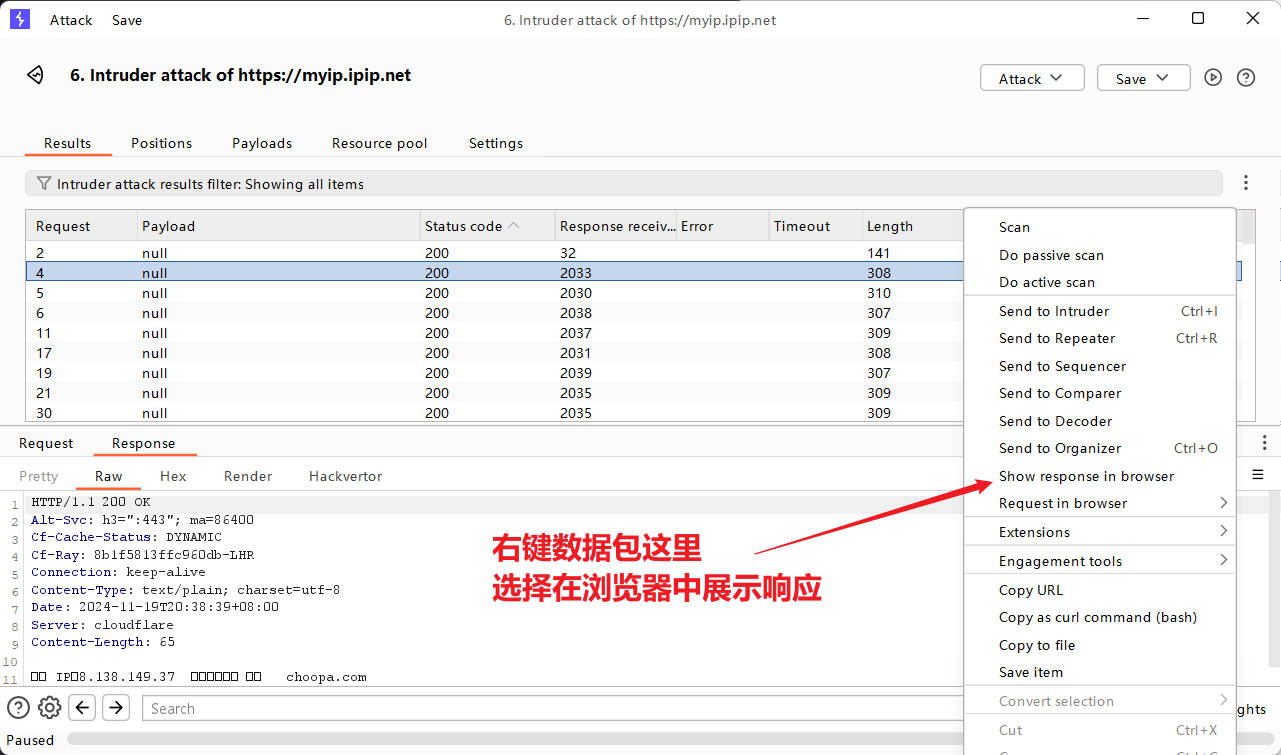 Attack Save 6. Intruder attack of https://myip.ipip.net
6. Intruder attack of https://myip.ipip.net Attack Save
Results Positions Payloads Resource pool Settings
Intruder attack results filter: Showing all items
Request Payload Status code Response receiv... Error Timeout Length
2 null 200 32 141
4 null 200 2033 308
5 null 200 2030 310
6 null 200 2038 307
11 null 200 2037 309
17 null 200 2031 308
19 null 200 2039 307
21 null 200 2035 309
30 null 200 2035 309
Scan
Do passive scan
Do active scan
Send to Intruder Ctrl+I
Send to Repeater Ctrl+R
Send to Sequencer
Send to Comparer
Send to Decoder
Send to Organizer Ctrl+O
Show response in browser
Request in browser
Extensions
Engagement tools
Copy URL
Copy as curl command (bash)
Copy to file
Save item
Convert selection
Cut Ctrl+X
Request Response
Pretty Raw Hex Render Hackvertor
1 HTTP/1.1 200 OK
2 Alt-Svc: h3=":443"; ma=86400
3 Cf-Cache-Status: DYNAMIC
4 Cf-Ray: 8b1f5813ffc960db-LHR
5 Connection: keep-alive
6 Content-Type: text/plain; charset=utf-8
7 Date: 2024-11-19T20:38:39+08:00
8 Server: cloudflare
9 Content-Length: 65
10
11 □□ IP□8.138.149.37 □□□□□□ □□ choopa.com
右键数据包这里
选择在浏览器中展示响应
Search ghts
Paused